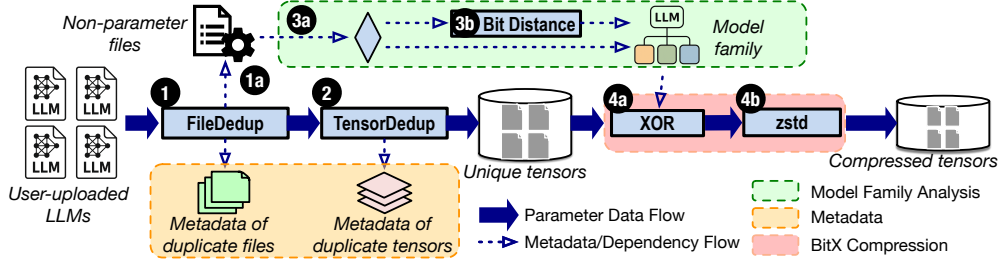 Non-parameter
files
3a
3b
Bit Distance
LLM
Model
family
1a
LLM
LLM
LLM
LLM
User-uploaded
LLMs
1
FileDedup
2
TensorDedup
Unique tensors
4a
XOR
4b
zstd
Compressed tensors
Metadata of
duplicate files
Metadata of
duplicate tensors
Parameter Data Flow
Metadata/Dependency Flow
Model Family Analysis
Metadata
BitX Compression